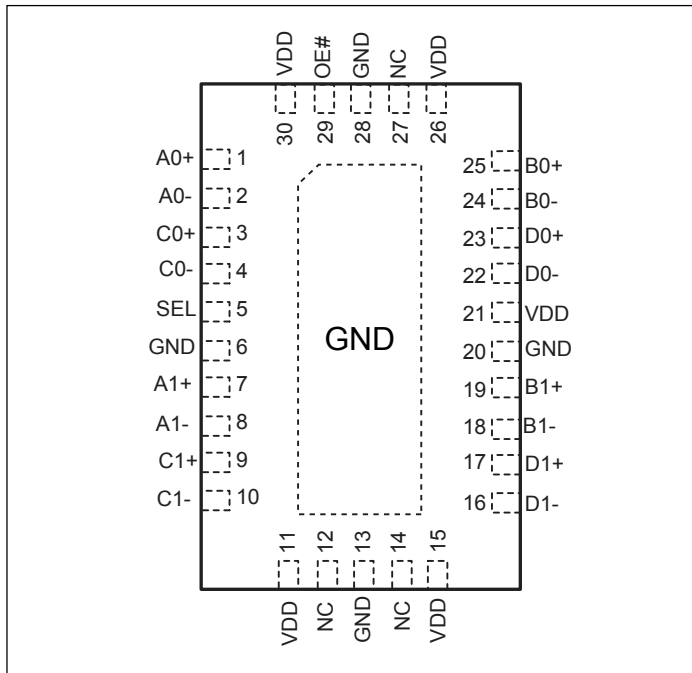 VDD OE# GND NC VDD
30 29 28 27 26
A0+ 1 25 B0+
A0- 2 24 B0-
C0+ 3 23 D0+
C0- 4 22 D0-
SEL 5 21 VDD
GND 6 20 GND
A1+ 7 19 B1+
A1- 8 18 B1-
C1+ 9 17 D1+
C1- 10 16 D1-
GND
11 12 13 14 15
VDD NC GND NC VDD